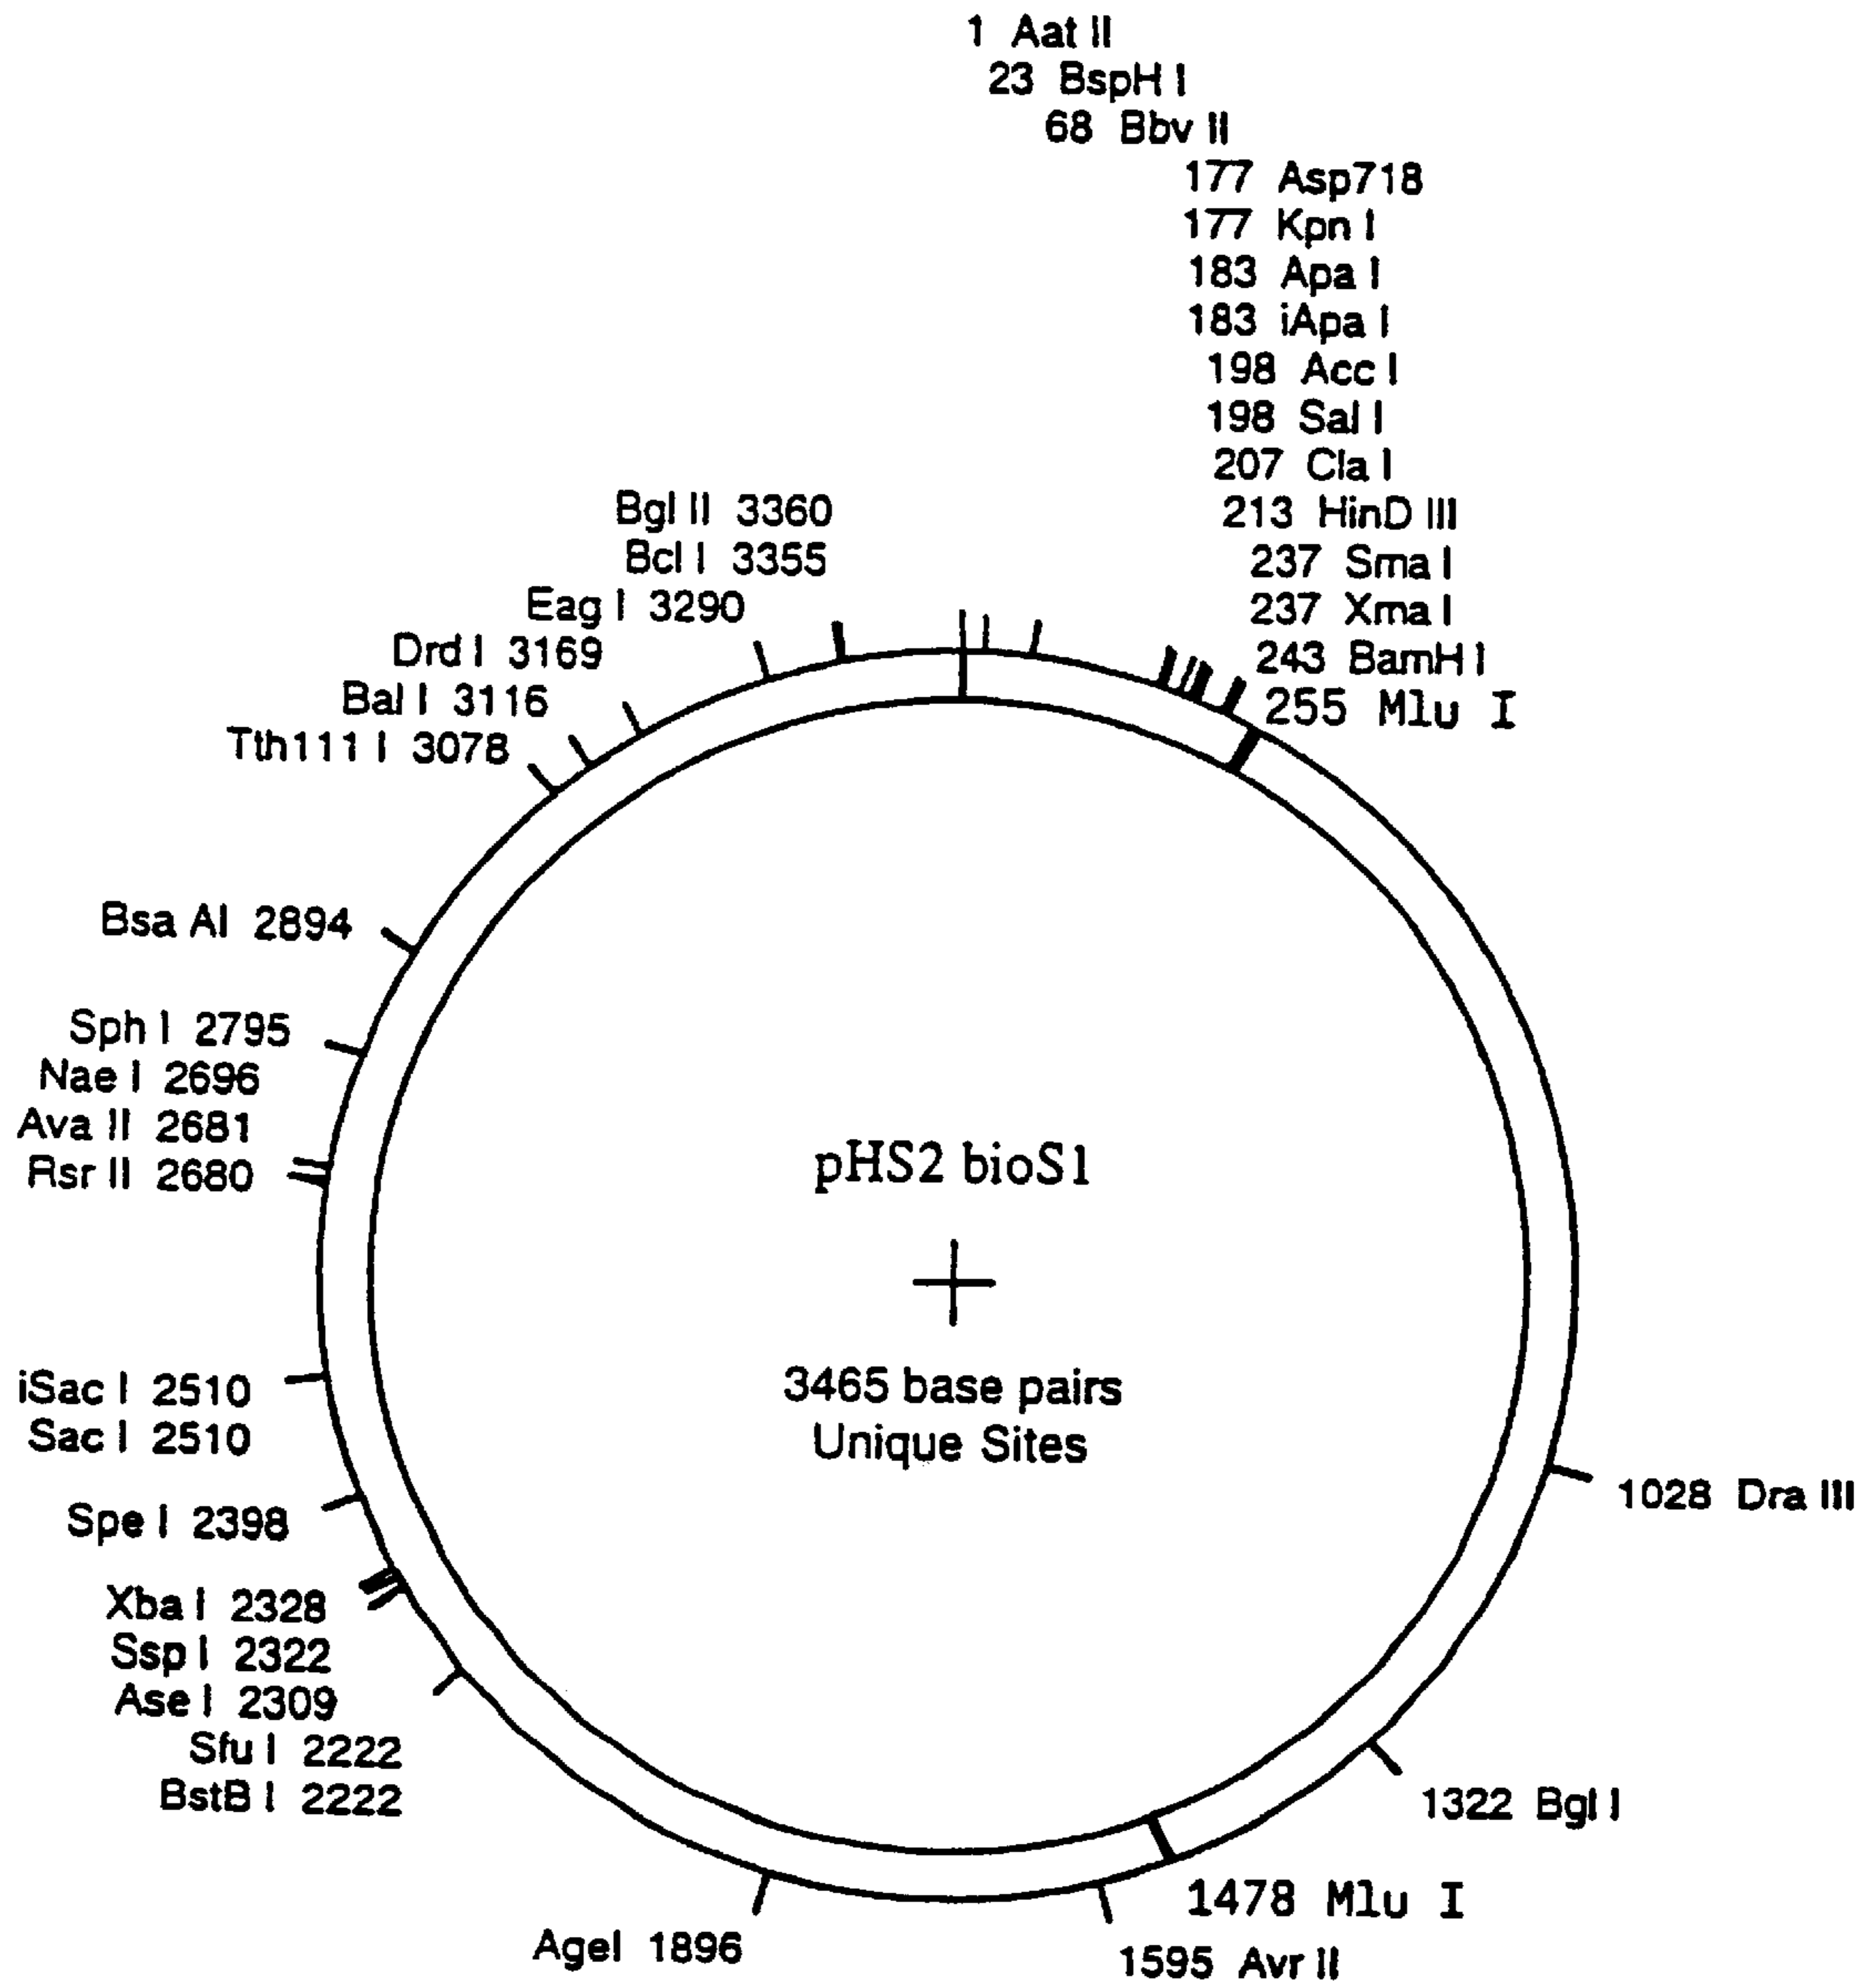 1 Aat II
23 BspH I
68 Bbv II
177 Asp718
177 Kpn I
183 Apa I
183 iApa I
198 Acc I
198 Sal I
207 Cla I
213 HinD III
237 Sma I
237 Xma I
243 BamH I
255 Mlu I
Bgl II 3360
Bcl I 3355
Eag I 3290
Drd I 3169
Bal I 3116
Tth111 I 3078
Bsa AI 2894
Sph I 2795
Nae I 2696
Ava II 2681
Rsr II 2680
pHS2 bioS1
3465 base pairs
Unique Sites
iSac I 2510
Sac I 2510
Spe I 2398
Xba I 2328
Ssp I 2322
Ase I 2309
Sfu I 2222
BstB I 2222
1028 Dra III
1322 Bgl I
1478 Mlu I
1595 Avr II
AgeI 1896